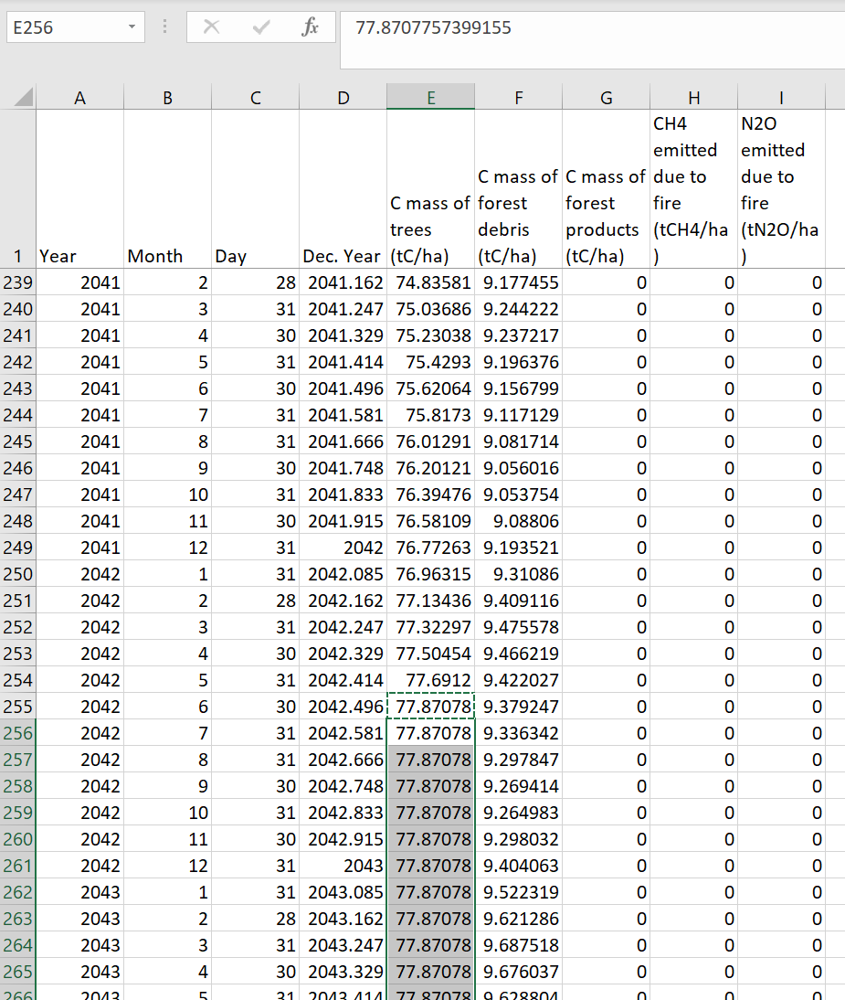 E256 fx 77.8707757399155
A B C D E F G H I
1 Year Month Day Dec. Year C mass of trees (tC/ha) C mass of forest debris (tC/ha) C mass of forest products (tC/ha) CH4 emitted due to fire (tCH4/ha) N2O emitted due to fire (tN2O/ha)
239 2041 2 28 2041.162 74.83581 9.177455 0 0 0
240 2041 3 31 2041.247 75.03686 9.244222 0 0 0
241 2041 4 30 2041.329 75.23038 9.237217 0 0 0
242 2041 5 31 2041.414 75.4293 9.196376 0 0 0
243 2041 6 30 2041.496 75.62064 9.156799 0 0 0
244 2041 7 31 2041.581 75.8173 9.117129 0 0 0
245 2041 8 31 2041.666 76.01291 9.081714 0 0 0
246 2041 9 30 2041.748 76.20121 9.056016 0 0 0
247 2041 10 31 2041.833 76.39476 9.053754 0 0 0
248 2041 11 30 2041.915 76.58109 9.08806 0 0 0
249 2041 12 31 2042 76.77263 9.193521 0 0 0
250 2042 1 31 2042.085 76.96315 9.31086 0 0 0
251 2042 2 28 2042.162 77.13436 9.409116 0 0 0
252 2042 3 31 2042.247 77.32297 9.475578 0 0 0
253 2042 4 30 2042.329 77.50454 9.466219 0 0 0
254 2042 5 31 2042.414 77.6912 9.422027 0 0 0
255 2042 6 30 2042.496 77.87078 9.379247 0 0 0
256 2042 7 31 2042.581 77.87078 9.336342 0 0 0
257 2042 8 31 2042.666 77.87078 9.297847 0 0 0
258 2042 9 30 2042.748 77.87078 9.269414 0 0 0
259 2042 10 31 2042.833 77.87078 9.264983 0 0 0
260 2042 11 30 2042.915 77.87078 9.298032 0 0 0
261 2042 12 31 2043 77.87078 9.404063 0 0 0
262 2043 1 31 2043.085 77.87078 9.522319 0 0 0
263 2043 2 28 2043.162 77.87078 9.621286 0 0 0
264 2043 3 31 2043.247 77.87078 9.687518 0 0 0
265 2043 4 30 2043.329 77.87078 9.676037 0 0 0
266 2043 5 31 2043.414 77.87078 9.628804 0 0 0